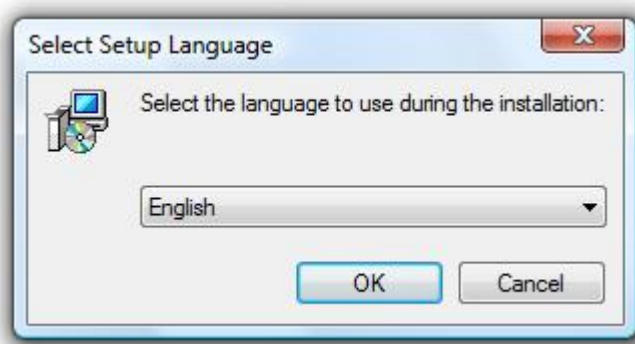 Select Setup Language
Select the language to use during the installation:
English
OK
Cancel